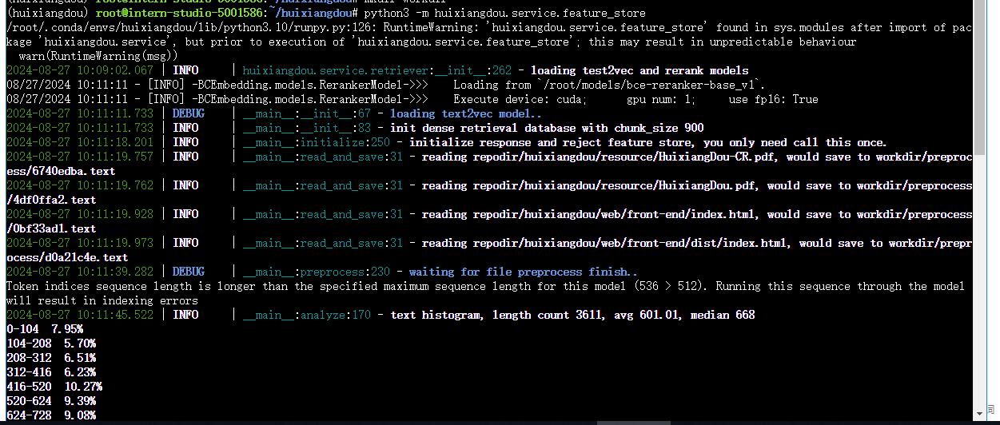 (huixiangdou) root@intern-studio-5001586:~/huixiangdou# mkdir workdir
(huixiangdou) root@intern-studio-5001586:~/huixiangdou# python3 -m huixiangdou.service.feature_store
/root/.conda/envs/huixiangdou/lib/python3.10/runpy.py:126: RuntimeWarning: 'huixiangdou.service.feature_store' found in sys.modules after import of pac
kage 'huixiangdou.service', but prior to execution of 'huixiangdou.service.feature_store'; this may result in unpredictable behaviour
  warn(RuntimeWarning(msg))
2024-08-27 10:09:02.067 | INFO     | huixiangdou.service.retriever:__init__:262 - loading test2vec and rerank models
08/27/2024 10:11:11 - [INFO] -BCEmbedding.models.RerankerModel->>>    Loading from `/root/models/bce-reranker-base_v1`.
08/27/2024 10:11:11 - [INFO] -BCEmbedding.models.RerankerModel->>>    Execute device: cuda;      gpu num: 1;     use fp16: True
2024-08-27 10:11:11.733 | DEBUG    | __main__:__init__:67 - loading text2vec model..
2024-08-27 10:11:11.733 | INFO     | __main__:__init__:83 - init dense retrieval database with chunk_size 900
2024-08-27 10:11:18.201 | INFO     | __main__:initialize:250 - initialize response and reject feature store, you only need call this once.
2024-08-27 10:11:19.757 | INFO     | __main__:read_and_save:31 - reading repodir/huixiangdou/resource/HuixiangDou-CR.pdf, would save to workdir/preproc
ess/6740edba.text
2024-08-27 10:11:19.762 | INFO     | __main__:read_and_save:31 - reading repodir/huixiangdou/resource/HuixiangDou.pdf, would save to workdir/preprocess
/4df0ffa2.text
2024-08-27 10:11:19.928 | INFO     | __main__:read_and_save:31 - reading repodir/huixiangdou/web/front-end/index.html, would save to workdir/preprocess
/0bf33ad1.text
2024-08-27 10:11:19.973 | INFO     | __main__:read_and_save:31 - reading repodir/huixiangdou/web/front-end/dist/index.html, would save to workdir/prepr
ocess/d0a21c4e.text
2024-08-27 10:11:39.282 | DEBUG    | __main__:preprocess:230 - waiting for file preprocess finish..
Token indices sequence length is longer than the specified maximum sequence length for this model (536 > 512). Running this sequence through the model
will result in indexing errors
2024-08-27 10:11:45.522 | INFO     | __main__:analyze:170 - text histogram, length count 3611, avg 601.01, median 668
0-104  7.95%
104-208  5.70%
208-312  6.51%
312-416  6.23%
416-520  10.27%
520-624  9.39%
624-728  9.08%